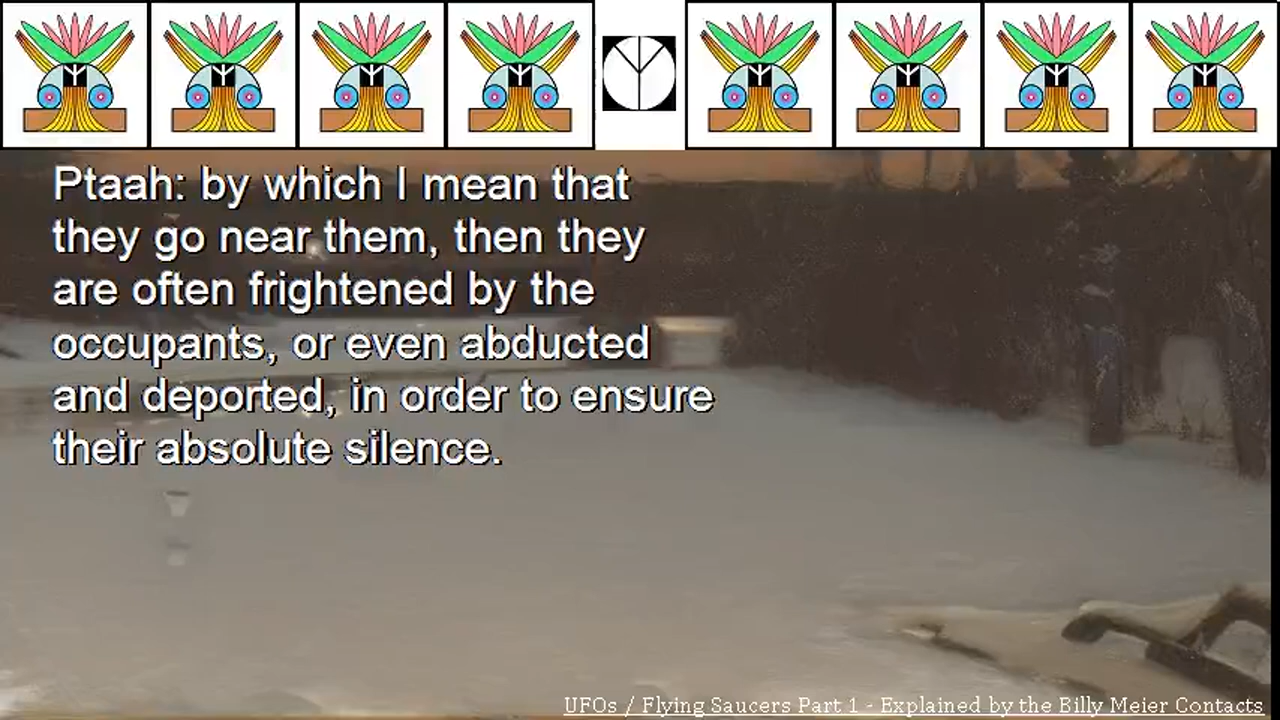 Ptaah: by which I mean that
they go near them, then they
are often frightened by the
occupants, or even abducted
and deported, in order to ensure
their absolute silence.
UFOs / Flying Saucers Part 1 - Explained by the Billy Meier Contacts